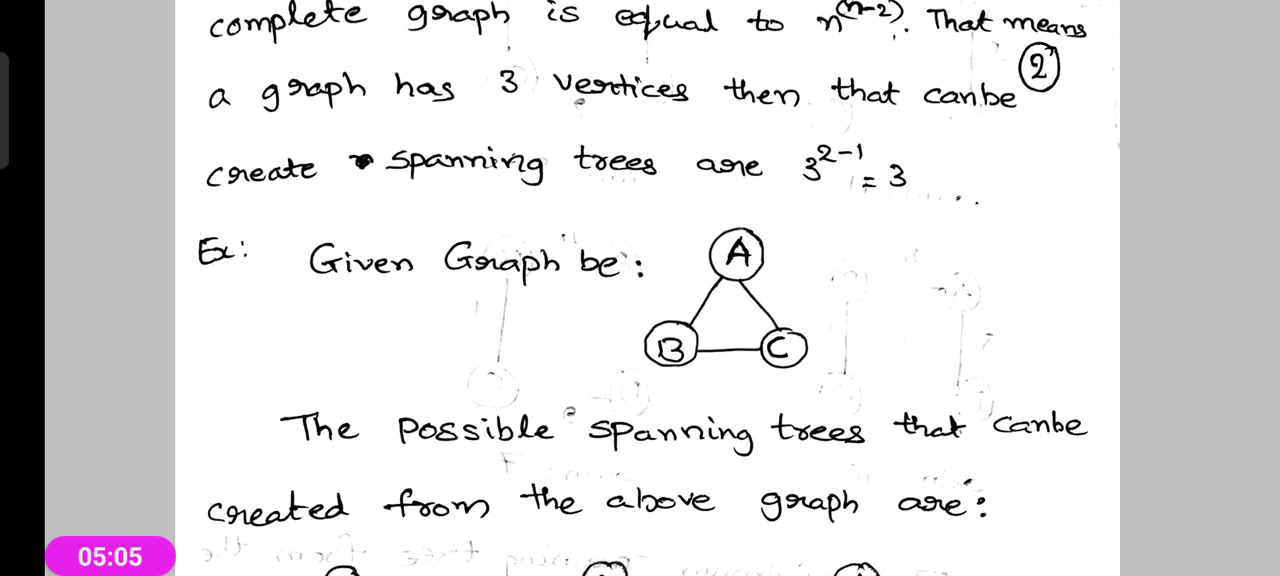 complete graph is equal to n^(n-2). That means
2
a graph has 3 vertices then that canbe
create spanning trees are 3^2-1 = 3
Ex: Given Graph be:
A
B C
The possible spanning trees that canbe
created from the above graph are:
05:05